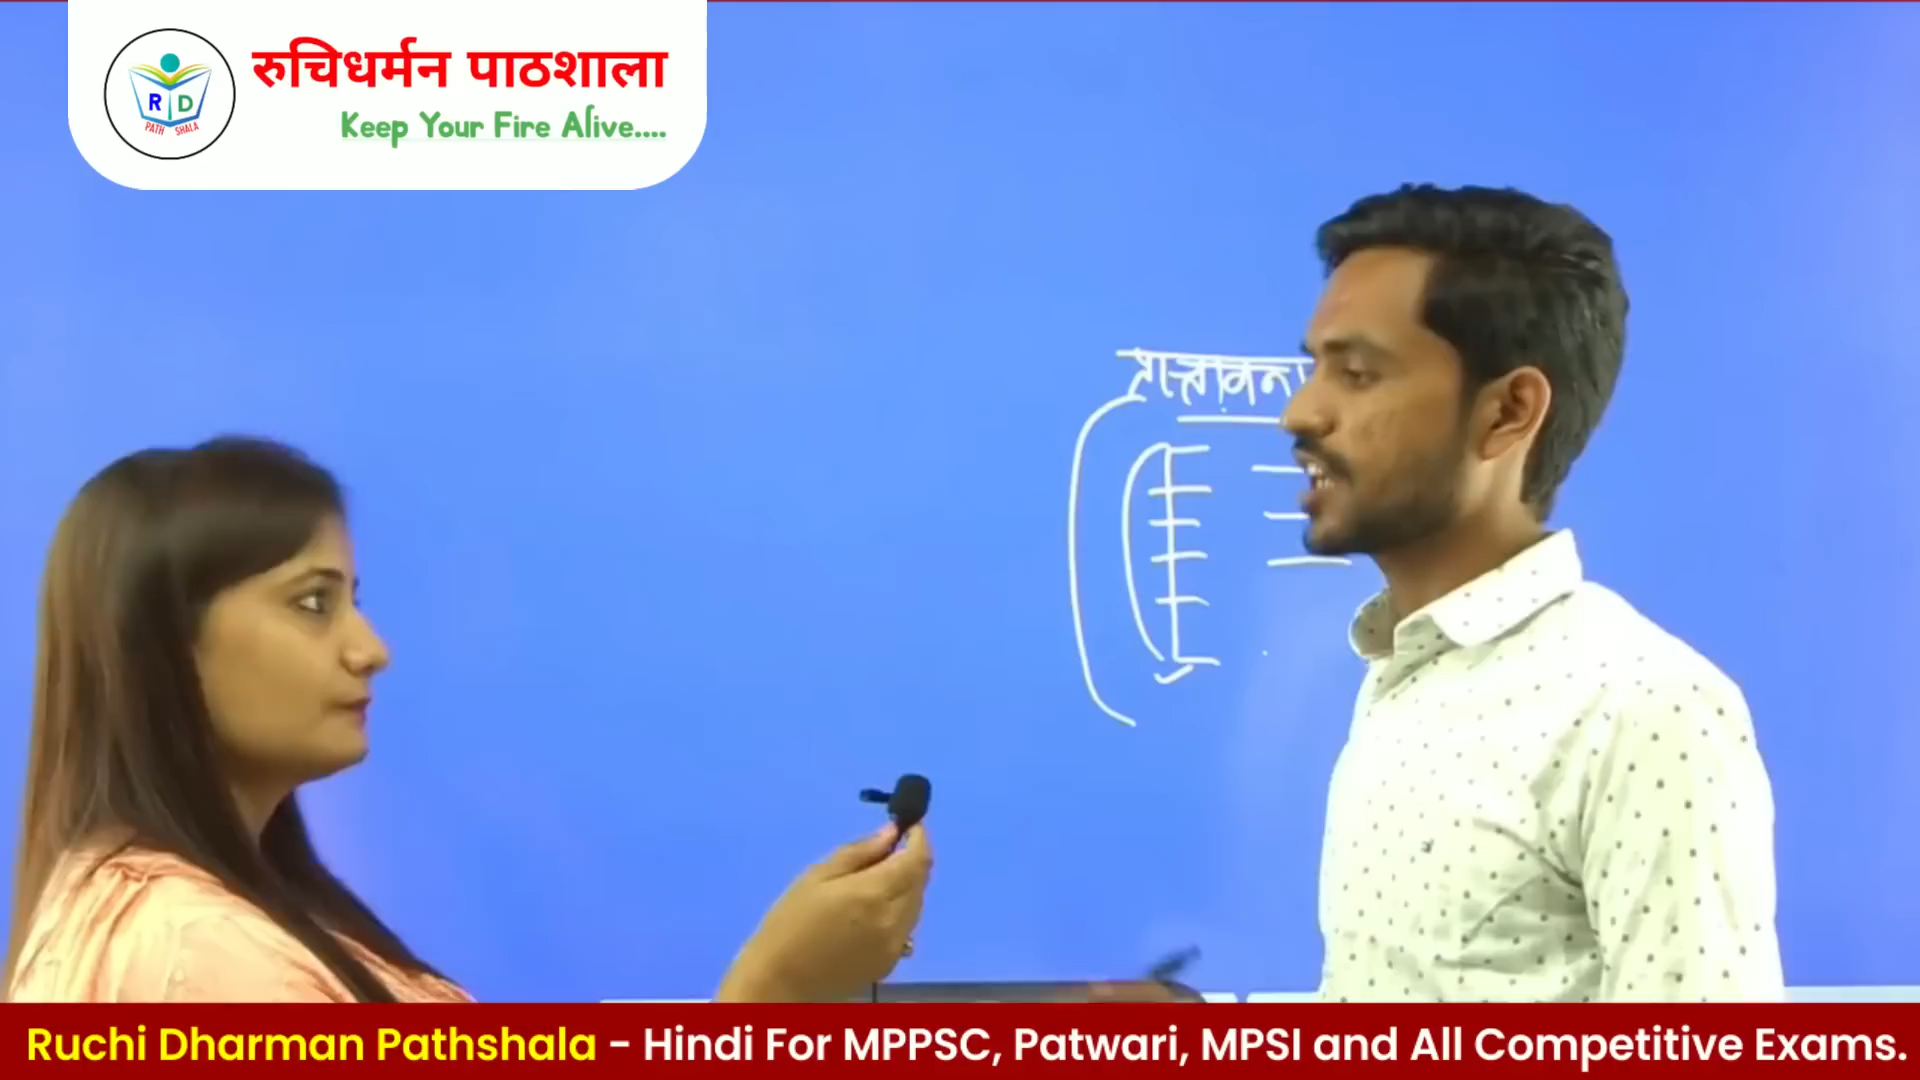 रुचिधर्मन पाठशाला
Keep Your Fire Alive....
R D
PATH SHALA
Ruchi Dharman Pathshala - Hindi For MPPSC, Patwari, MPSI and All Competitive Exams.